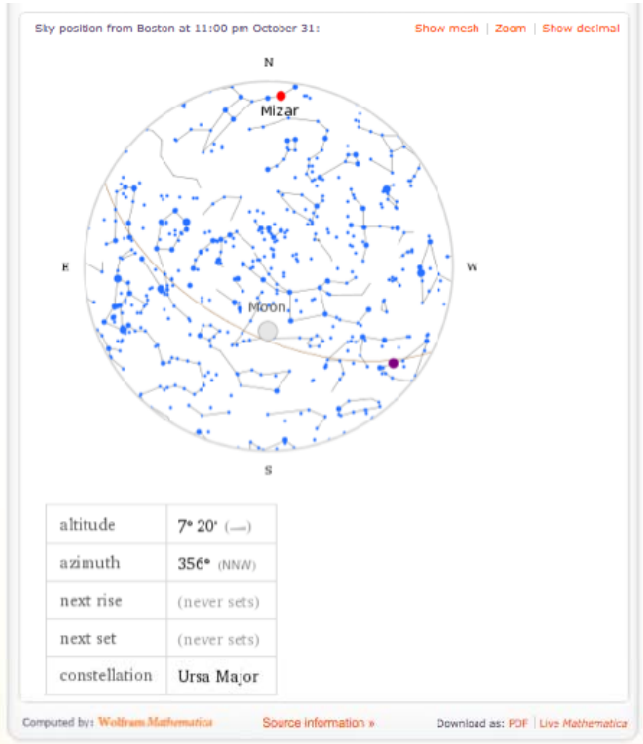 Sky position from Boston at 11:00 pm October 31:
Show mesh | Zoom | Show decimal
N
Mizar
E
W
Moon
S
altitude 7° 20' (—)
azimuth 356° (NNW)
next rise (never sets)
next set (never sets)
constellation Ursa Major
Computed by: Wolfram Mathematica
Source information »
Download as: PDF | Live Mathematica